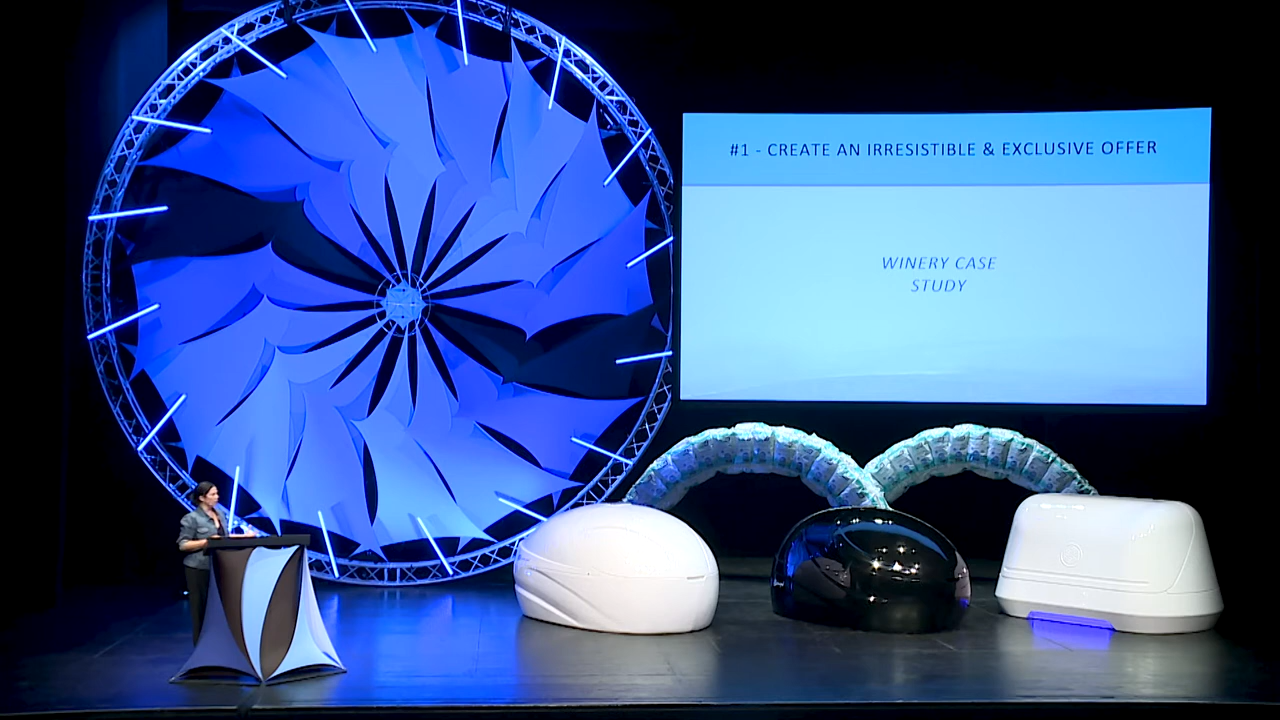 #1 - CREATE AN IRRESISTIBLE & EXCLUSIVE OFFER
WINERY CASE
STUDY